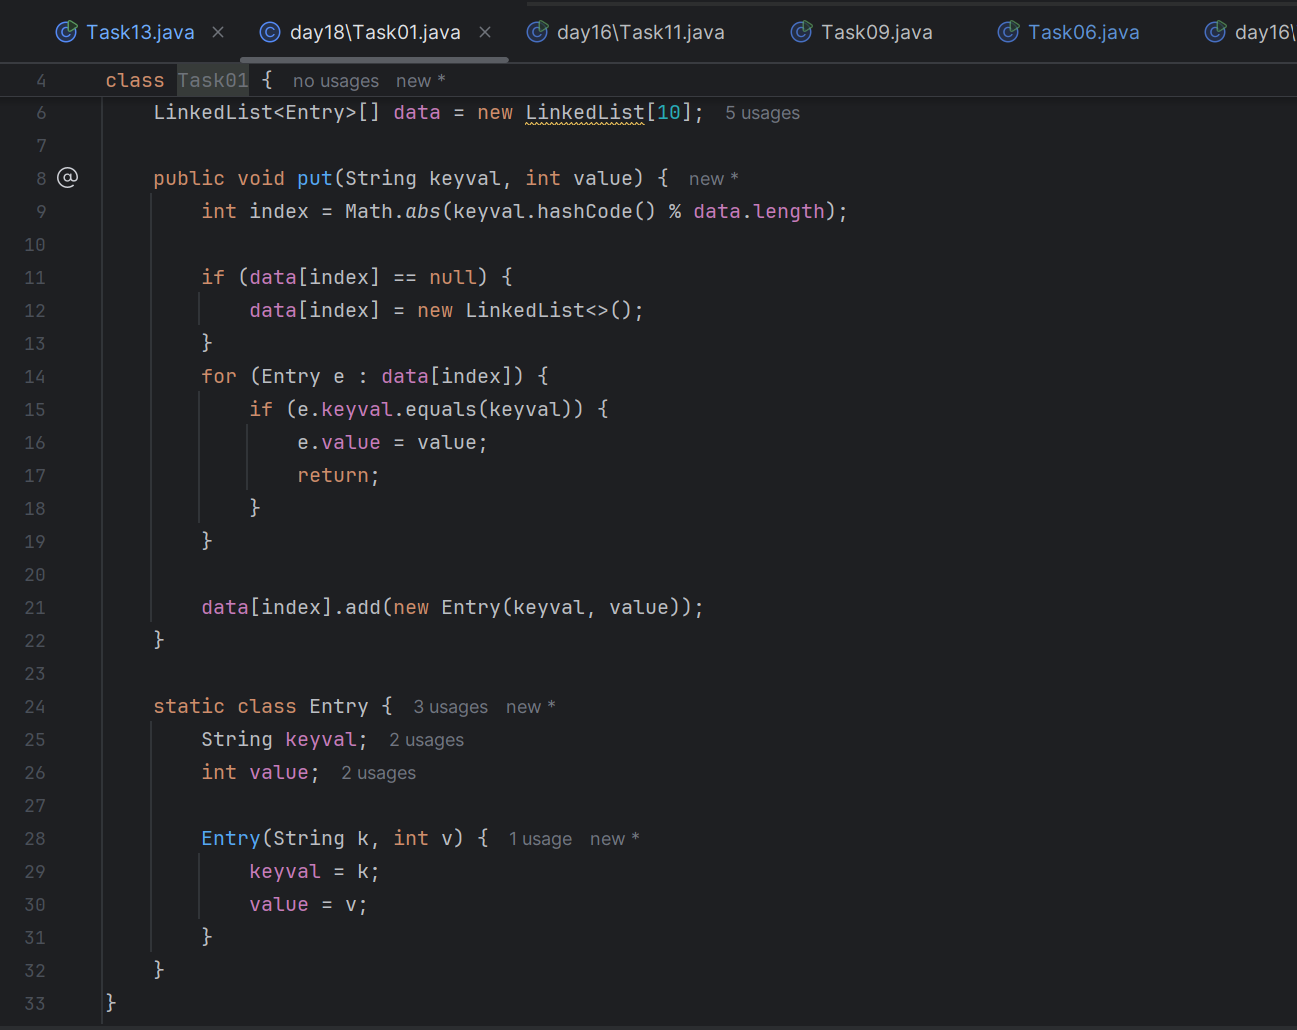 Task13.java × day18\Task01.java × day16\Task11.java Task09.java Task06.java day16\
4 class Task01 { no usages new *
6 LinkedList<Entry>[] data = new LinkedList[10]; 5 usages
7
8 @ public void put(String keyval, int value) { new *
9 int index = Math.abs(keyval.hashCode() % data.length);
10
11 if (data[index] == null) {
12 data[index] = new LinkedList<>();
13 }
14 for (Entry e : data[index]) {
15 if (e.keyval.equals(keyval)) {
16 e.value = value;
17 return;
18 }
19 }
20
21 data[index].add(new Entry(keyval, value));
22 }
23
24 static class Entry { 3 usages new *
25 String keyval; 2 usages
26 int value; 2 usages
27
28 Entry(String k, int v) { 1 usage new *
29 keyval = k;
30 value = v;
31 }
32 }
33 }